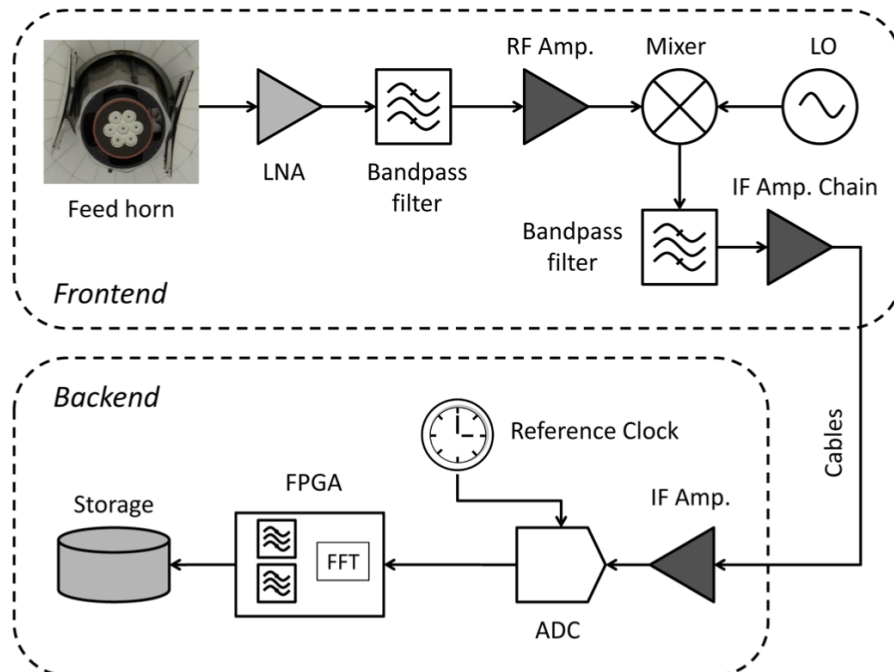 RF Amp.
Mixer
LO
LNA
Bandpass
filter
Feed horn
IF Amp. Chain
Bandpass
filter
Frontend
Backend
Reference Clock
Cables
FPGA
IF Amp.
Storage
FFT
ADC